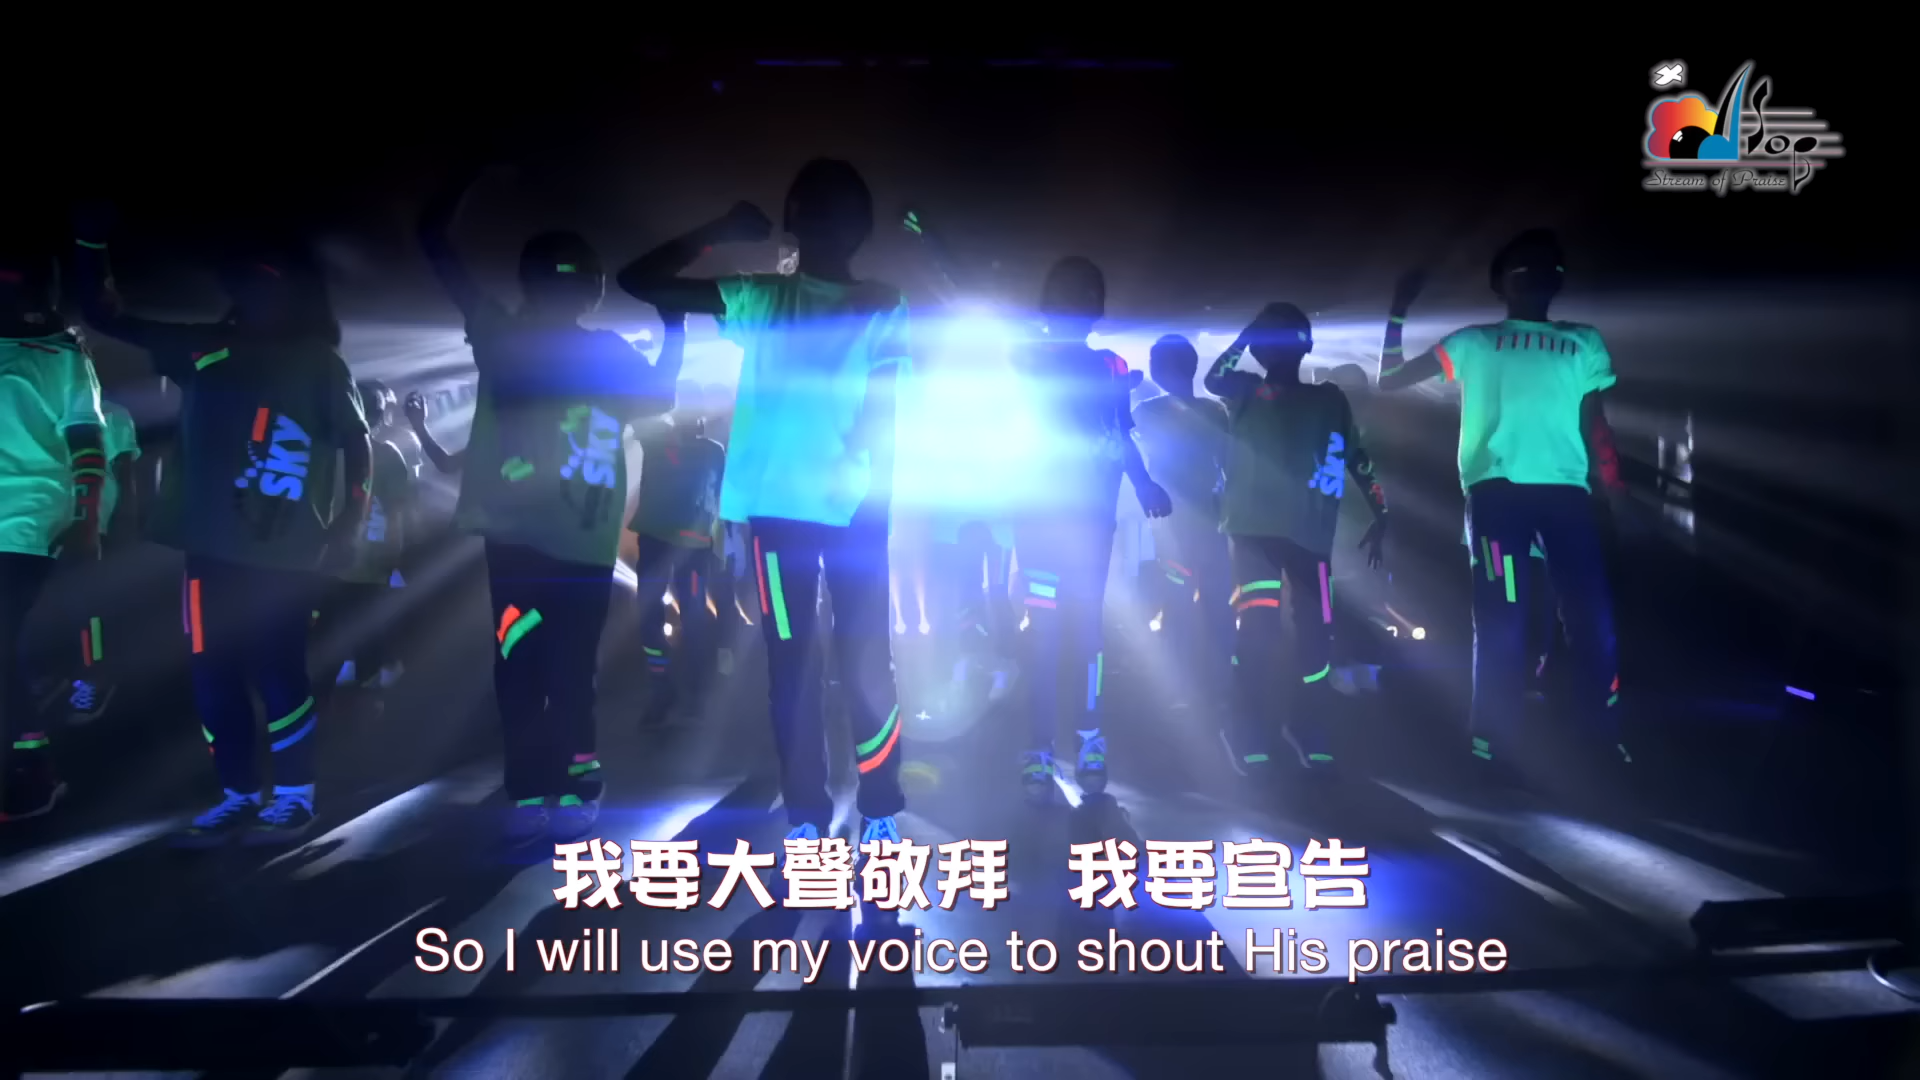 SOP
Stream of Praise
SKY
SKY
SKY
我要大聲敬拜 我要宣告
So I will use my voice to shout His praise